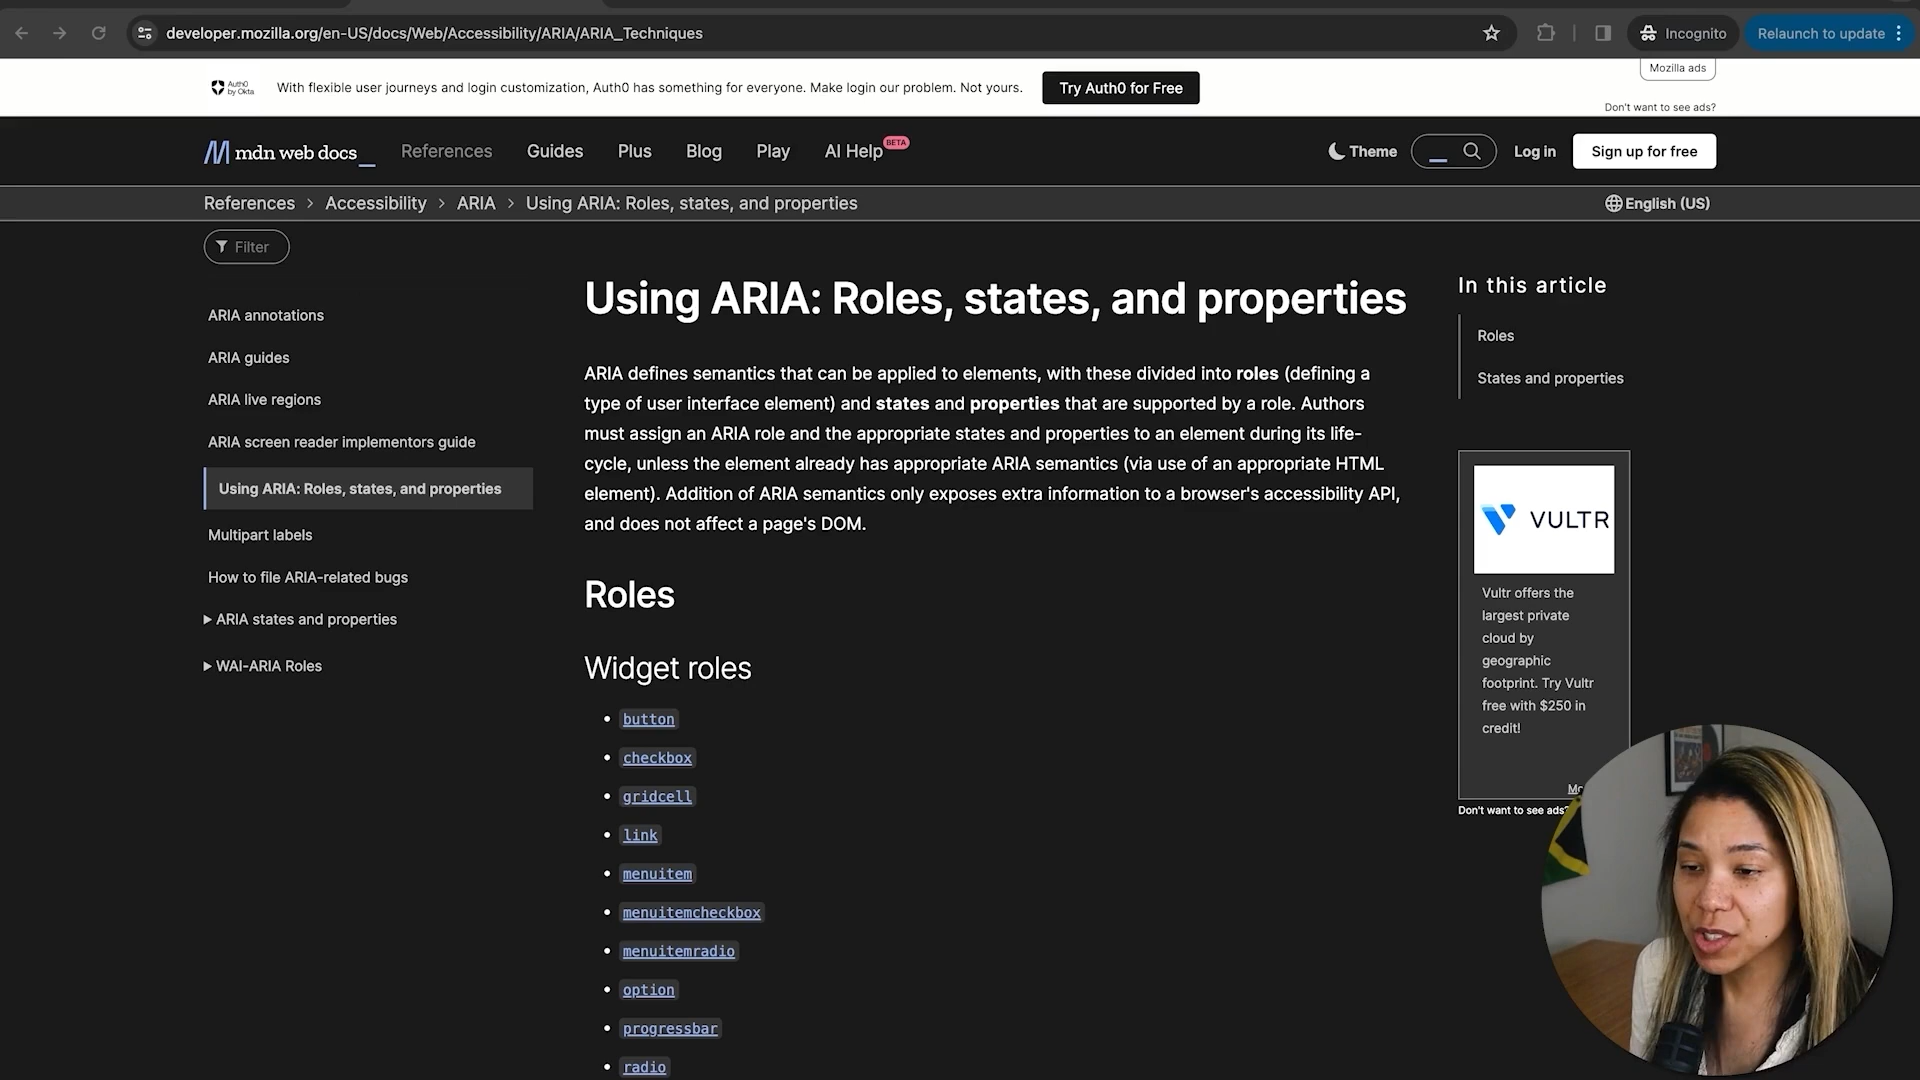 developer.mozilla.org/en-US/docs/Web/Accessibility/ARIA/ARIA_Techniques
Incognito
Relaunch to update
Auth0
by Okta
With flexible user journeys and login customization, Auth0 has something for everyone. Make login our problem. Not yours.
Try Auth0 for Free
Mozilla ads
Don't want to see ads?
mdn web docs_
References
Guides
Plus
Blog
Play
AI Help
BETA
Theme
Log in
Sign up for free
References > Accessibility > ARIA > Using ARIA: Roles, states, and properties
English (US)
Filter
ARIA annotations
ARIA guides
ARIA live regions
ARIA screen reader implementors guide
Using ARIA: Roles, states, and properties
Multipart labels
How to file ARIA-related bugs
ARIA states and properties
WAI-ARIA Roles
Using ARIA: Roles, states, and properties
ARIA defines semantics that can be applied to elements, with these divided into roles (defining a
type of user interface element) and states and properties that are supported by a role. Authors
must assign an ARIA role and the appropriate states and properties to an element during its life-
cycle, unless the element already has appropriate ARIA semantics (via use of an appropriate HTML
element). Addition of ARIA semantics only exposes extra information to a browser's accessibility API,
and does not affect a page's DOM.
Roles
Widget roles
button
checkbox
gridcell
link
menuitem
menuitemcheckbox
menuitemradio
option
progressbar
radio
In this article
Roles
States and properties
VULTR
Vultr offers the
largest private
cloud by
geographic
footprint. Try Vultr
free with $250 in
credit!
Don't want to see ads?